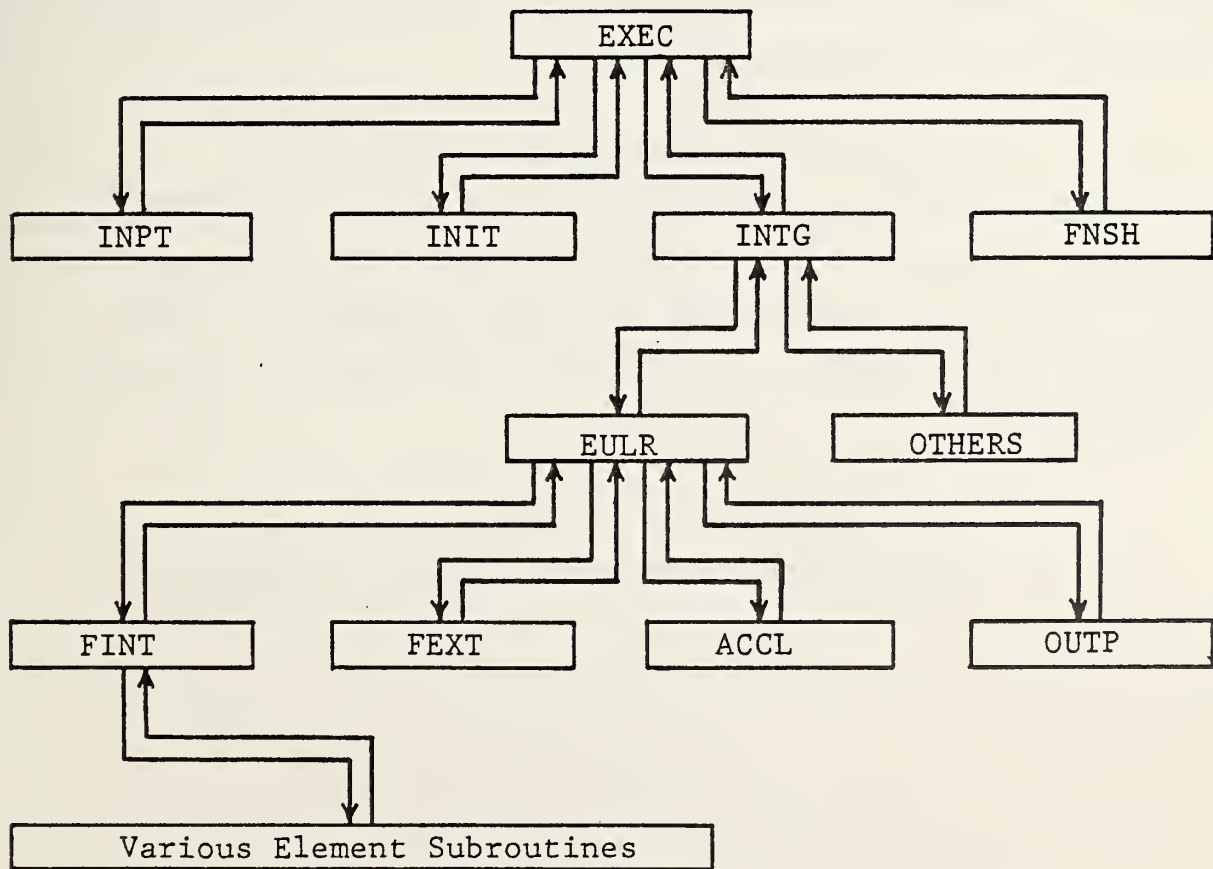 EXEC
INPT
INIT
INTG
FNSH
EULR
OTHERS
FINT
FEXT
ACCL
OUTP
Various Element Subroutines